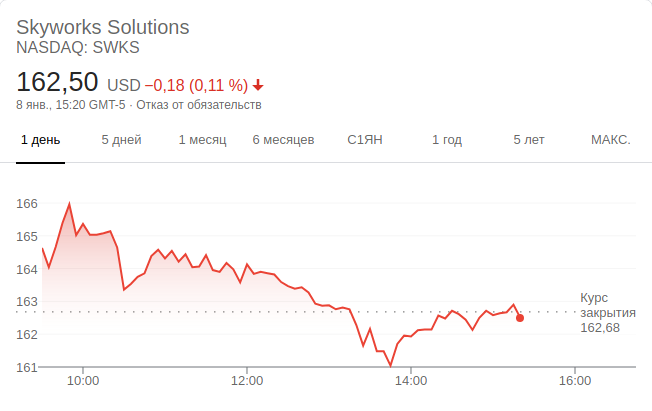 Skyworks Solutions
NASDAQ: SWKS
162,50 USD −0,18 (0,11 %)
8 янв., 15:20 GMT-5 · Отказ от обязательств
1 день 5 дней 1 месяц 6 месяцев С1ЯН 1 год 5 лет МАКС.
166
165
164
163
162
161
Курс
закрытия
162,68
10:00 12:00 14:00 16:00